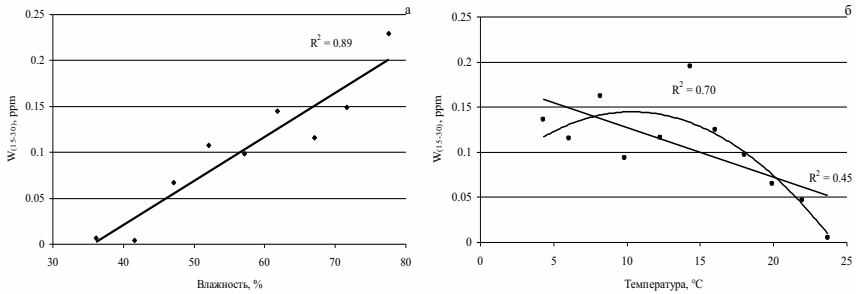 а
0.25
0.2
0.15
0.1
0.05
0
W(15-30), ppm
R² = 0.89
30 40 50 60 70 80
Влажность, %
б
0.25
0.2
0.15
0.1
0.05
0
W(15-30), ppm
R² = 0.70
R² = 0.45
0 5 10 15 20 25
Температура, °С